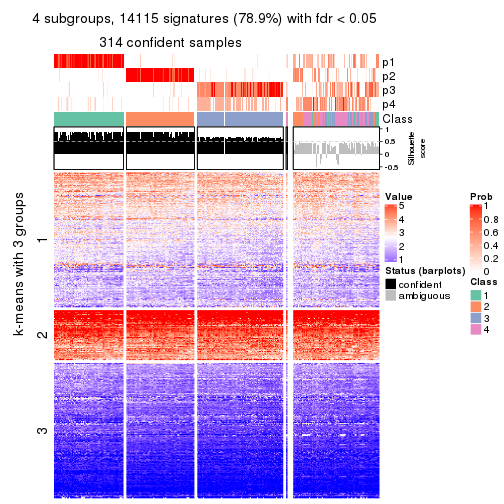 4 subgroups, 14115 signatures (78.9%) with fdr < 0.05
314 confident samples
p1
p2
p3
p4
Class
1
0.5
0
-0.5
Silhouette
score
k-means with 3 groups
1
2
3
Value
5
4
3
2
1
Status (barplots)
confident
ambiguous
Prob
1
0.8
0.6
0.4
0.2
0
Class
1
2
3
4